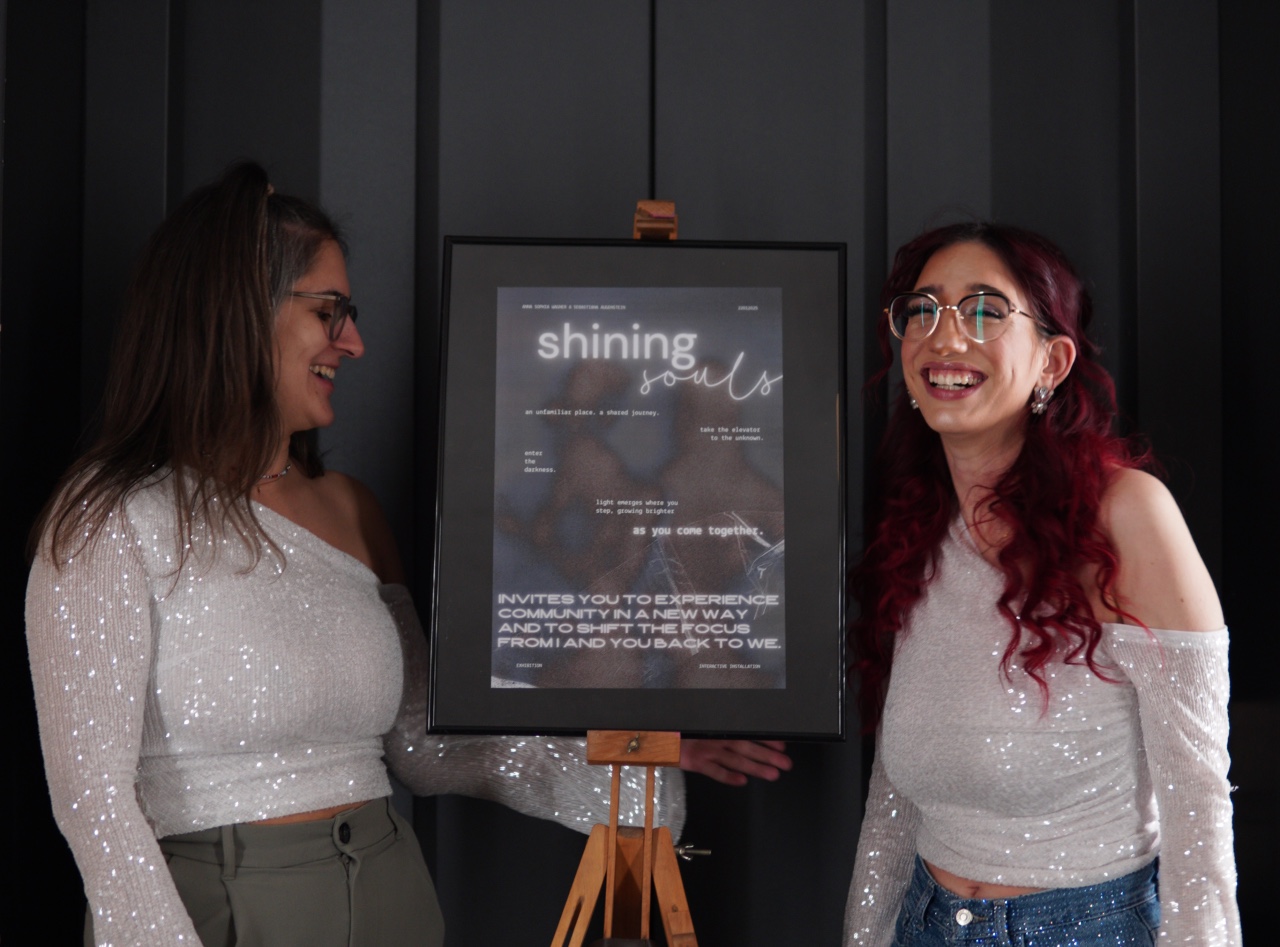 shining
souls
an unfamiliar place. a shared journey.
take the elevator
to the unknown.
enter
the
darkness.
light emerges where you
step, growing brighter
as you come together.
INVITES YOU TO EXPERIENCE
COMMUNITY IN A NEW WAY
AND TO SHIFT THE FOCUS
FROM I AND YOU BACK TO WE.
EXHIBITION
INTERACTIVE INSTALLATION